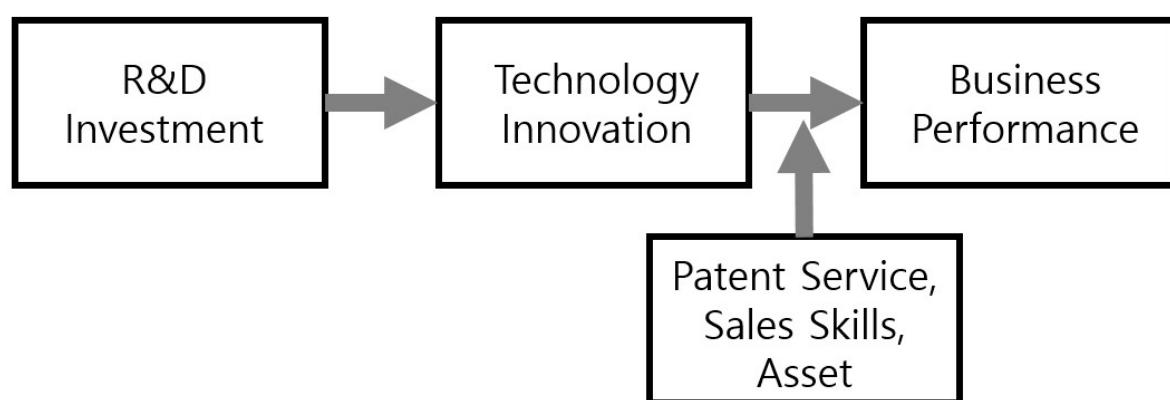 R&D
Investment
Technology
Innovation
Business
Performance
Patent Service,
Sales Skills,
Asset